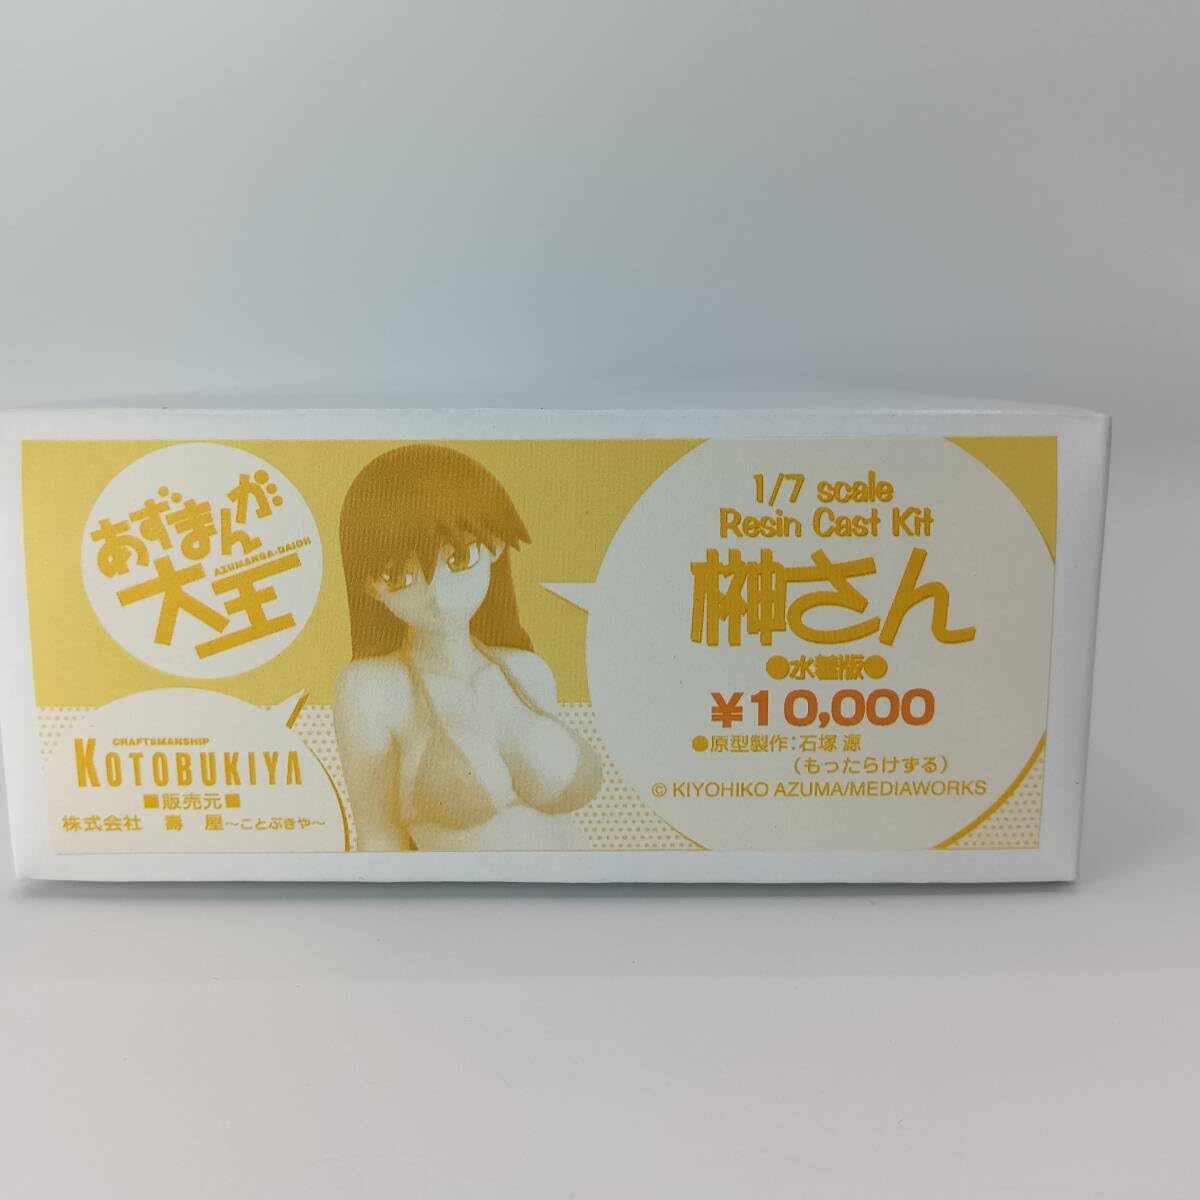 あずまんが
大王
AZUMANGA-DAIOH
CRAFTSMANSHIP
KOTOBUKIYA
■販売元■
株式会社 壽 屋～ことぶきや～
1/7 scale
Resin Cast Kit
榊さん
●水着版●
¥10,000
●原型製作:石塚 源
(もったらけずる)
© KIYOHIKO AZUMA/MEDIAWORKS